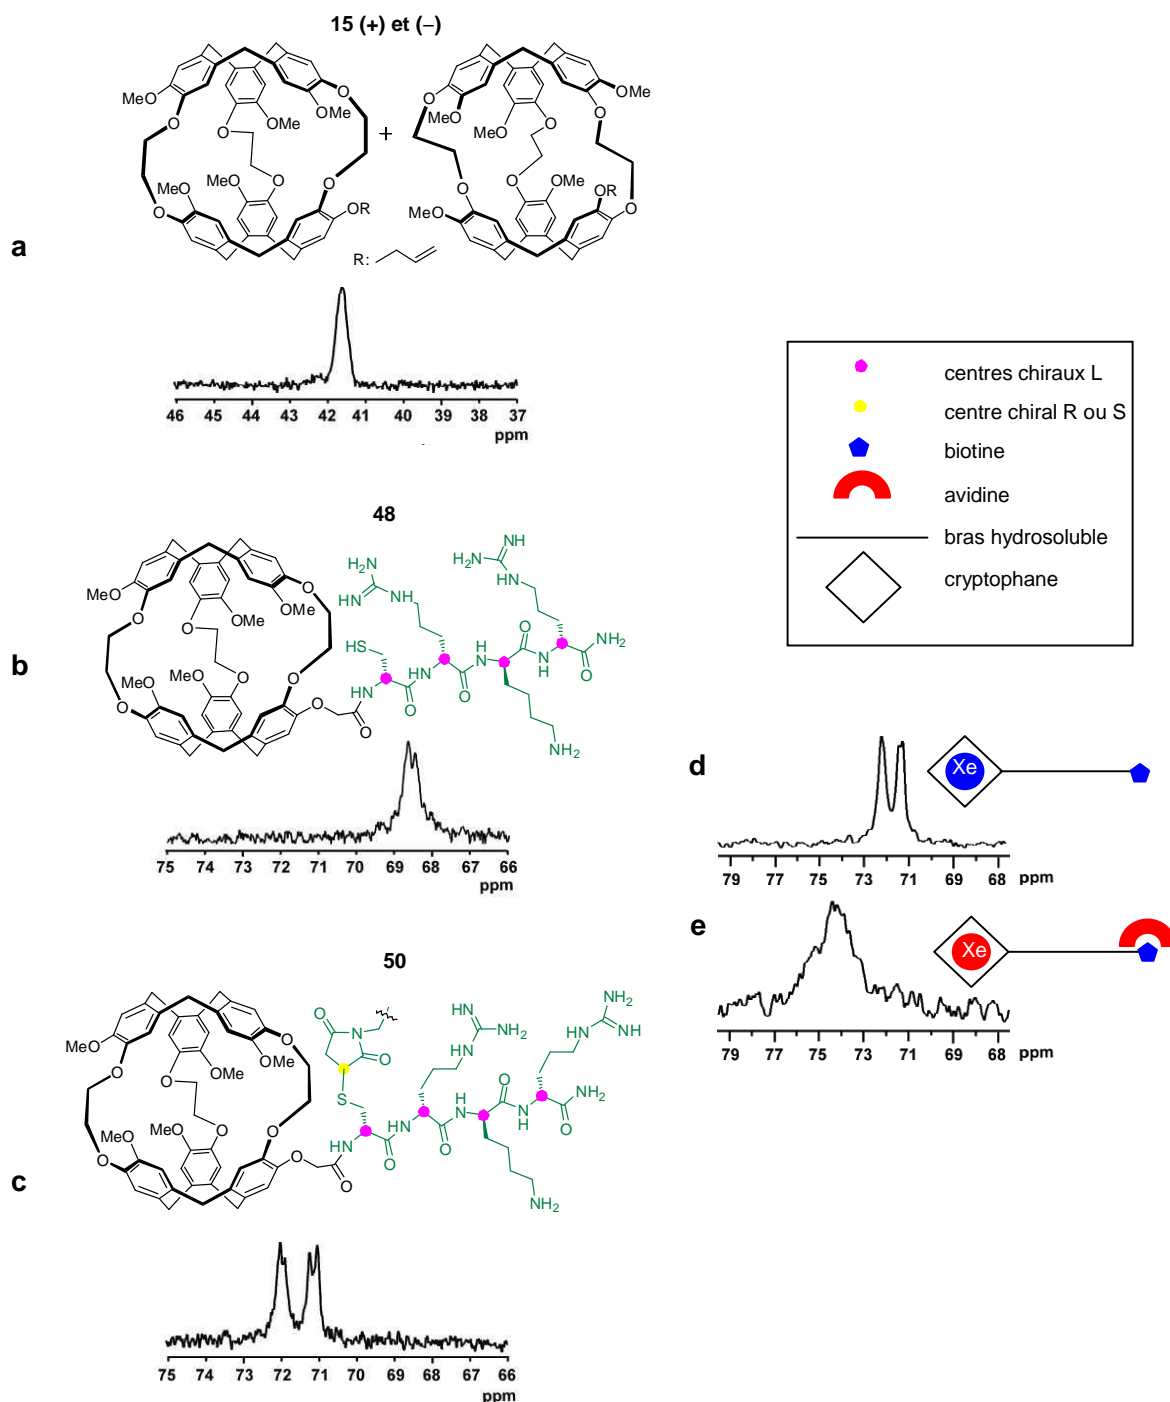 15 (+) et (–)
MeO
O
OMe
MeO
O
OMe
O
O
MeO
MeO
O
O
O
OR
+
MeO
O
OMe
MeO
O
O
O
O
O
OMe
MeO
OR
O
R:
a
46 45 44 43 42 41 40 39 38 37
ppm
centres chiraux L
centre chiral R ou S
biotine
avidine
bras hydrosoluble
cryptophane
48
MeO
O
MeO
OMe
OMe
O
O
O
MeO
MeO
O
O
O
O
O
HS
N
H
H2N
HN
NH
O
H
N
O
NH
H2N
NH
HN
O
H
N
O
N
H
NH2
O
NH2
b
75 74 73 72 71 70 69 68 67 66
ppm
d
Xe
79 77 75 73 71 69 68 ppm
e
Xe
79 77 75 73 71 69 68 ppm
50
MeO
O
MeO
OMe
OMe
O
O
O
MeO
MeO
O
O
O
O
O
O
N
O
S
N
H
O
HN
NH
NH2
HN
O
H
N
O
N
H
NH2
NH
HN
O
NH2
O
NH2
c
75 74 73 72 71 70 69 68 67 66
ppm